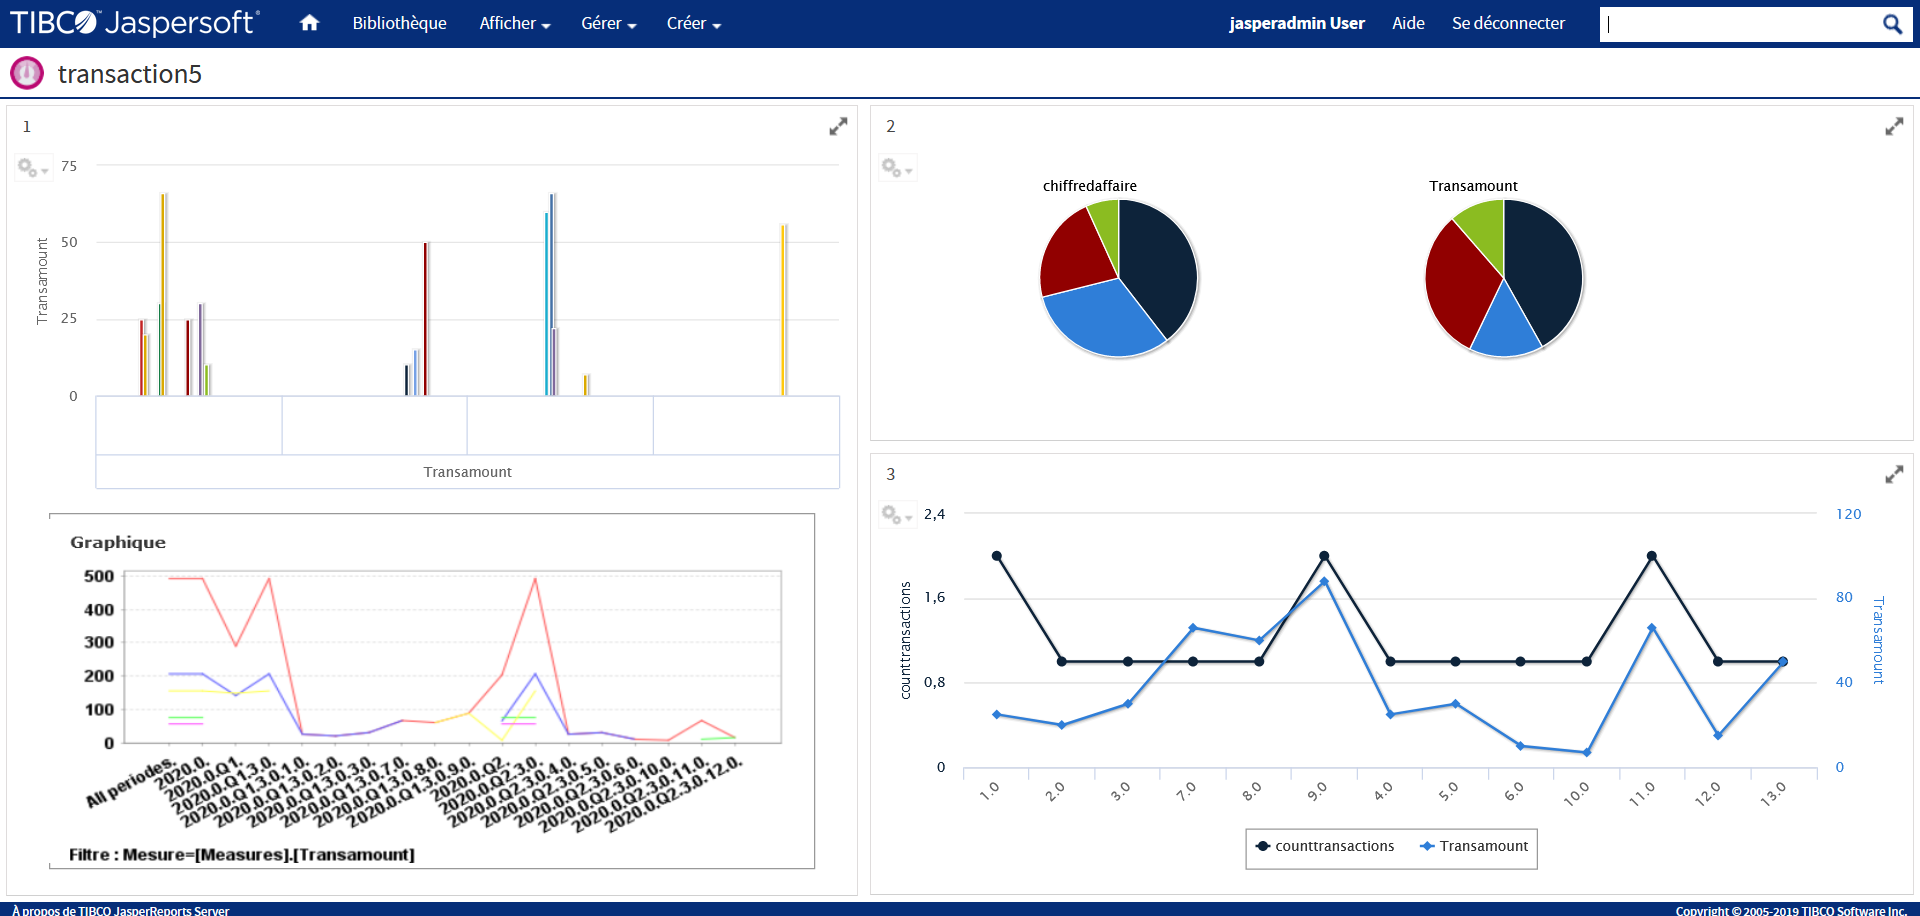 TIBCO™ Jaspersoft®
Bibliothèque Afficher Gérer Créer
jasperadmin User Aide Se déconnecter
transaction5
1
75
50
25
0
Transamount
Transamount
Graphique
500
400
300
200
100
0
All periodes.
2020.0.
2020.0.Q1.
2020.0.Q1.3.0.
2020.0.Q1.3.0.1.0.
2020.0.Q1.3.0.2.0.
2020.0.Q1.3.0.3.0.
2020.0.Q1.3.0.7.0.
2020.0.Q1.3.0.8.0.
2020.0.Q1.3.0.9.0.
2020.0.Q2.
2020.0.Q2.3.0.
2020.0.Q2.3.0.4.0.
2020.0.Q2.3.0.5.0.
2020.0.Q2.3.0.6.0.
2020.0.Q2.3.0.10.0.
2020.0.Q2.3.0.11.0.
2020.0.Q2.3.0.12.0.
Filtre : Mesure=[Measures].[Transamount]
2
chiffredaffaire
Transamount
3
2,4
1,6
0,8
0
counttransactions
120
80
40
0
Transamount
1.0 2.0 3.0 7.0 8.0 9.0 4.0 5.0 6.0 10.0 11.0 12.0 13.0
counttransactions Transamount
À propos de TIBCO JasperReports Server
Copyright © 2005-2019 TIBCO Software Inc.